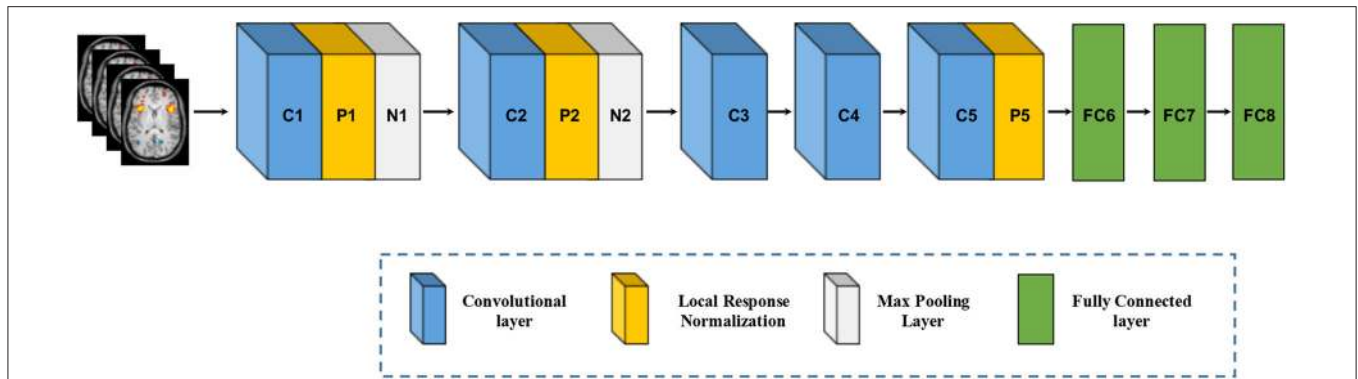 C1 P1 N1 C2 P2 N2 C3 C4 C5 P5 FC6 FC7 FC8
Convolutional layer
Local Response Normalization
Max Pooling Layer
Fully Connected layer